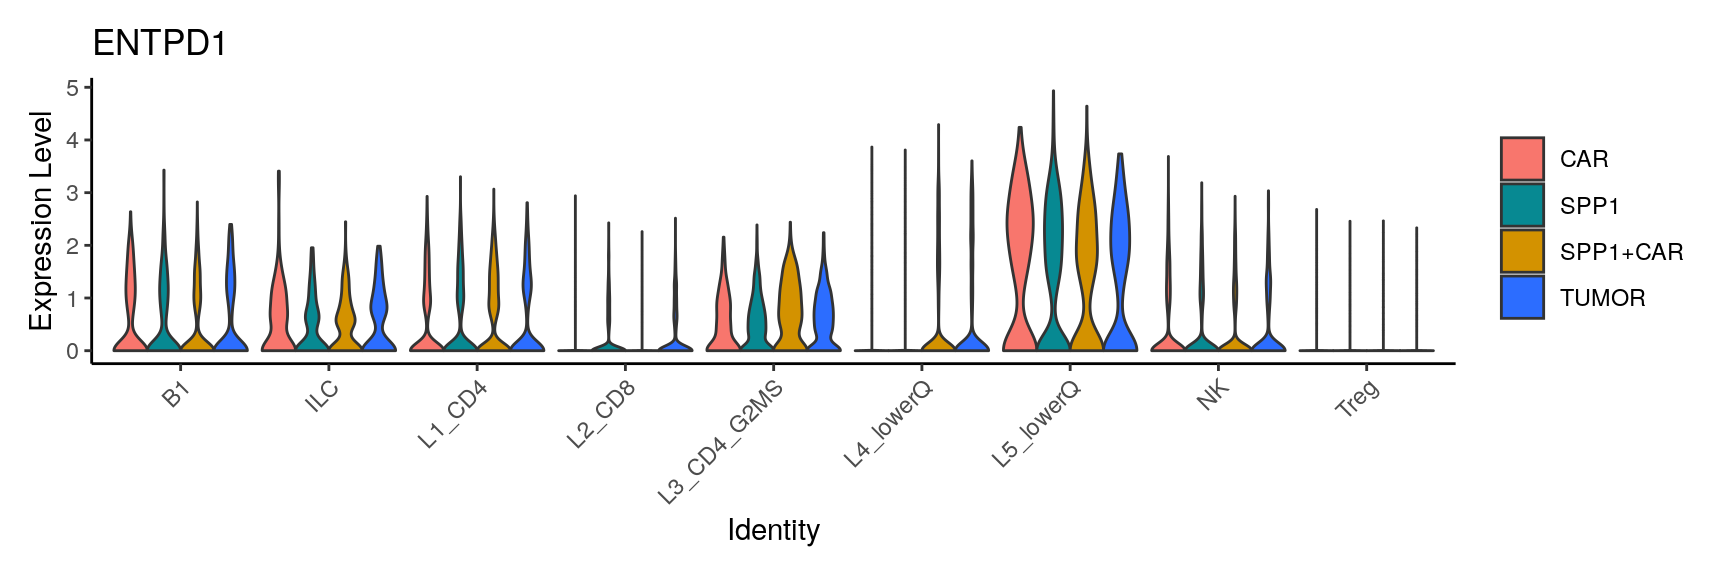 ENTPD1
Expression Level
5
4
3
2
1
0
B1
ILC
L1_CD4
L2_CD8
L3_CD4_G2MS
L4_lowerQ
L5_lowerQ
NK
Treg
Identity
CAR
SPP1
SPP1+CAR
TUMOR